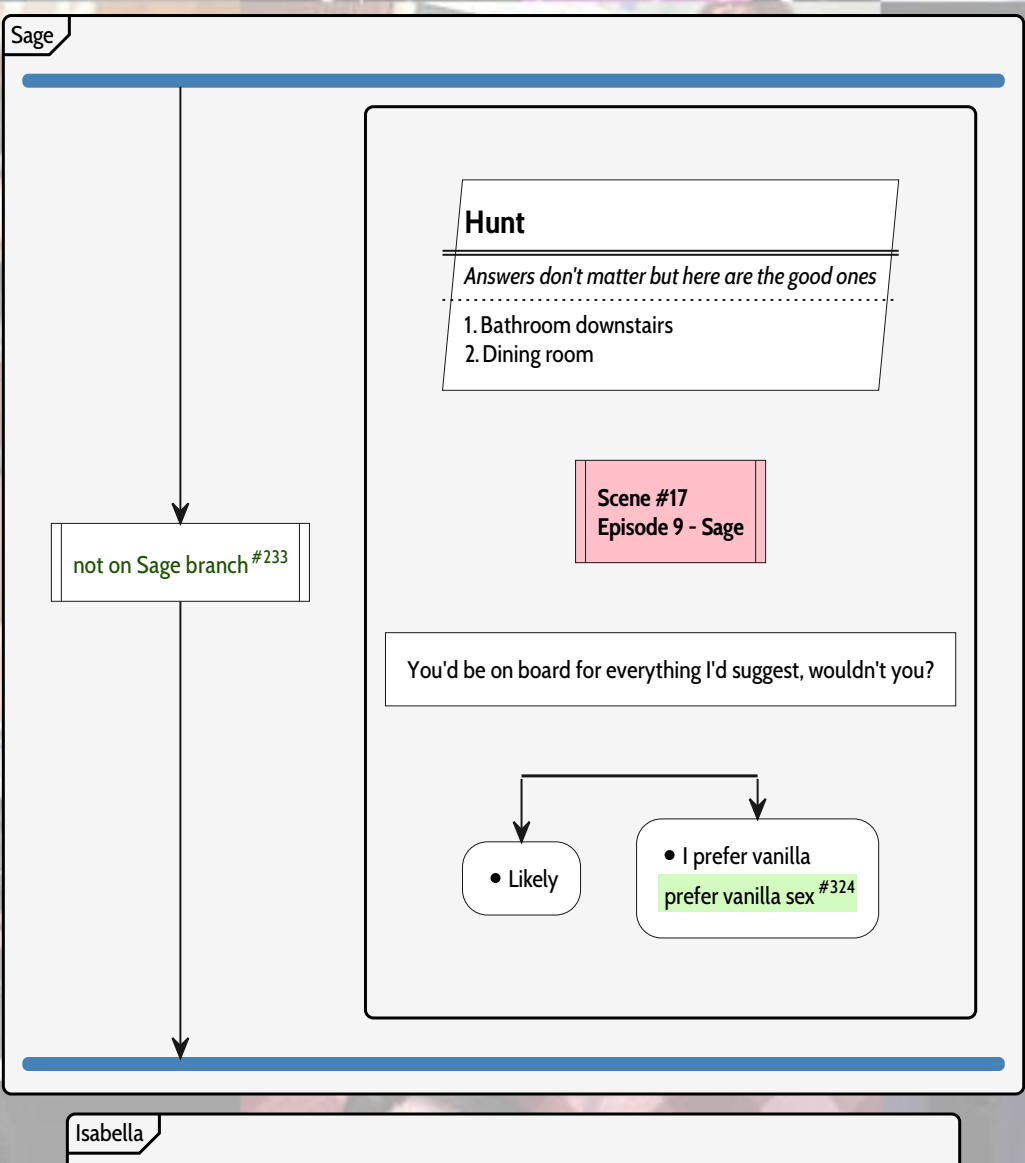 Sage
Hunt
Answers don't matter but here are the good ones
1. Bathroom downstairs
2. Dining room
Scene #17
Episode 9 - Sage
not on Sage branch #233
You'd be on board for everything I'd suggest, wouldn't you?
• Likely
• I prefer vanilla
prefer vanilla sex #324
Isabella